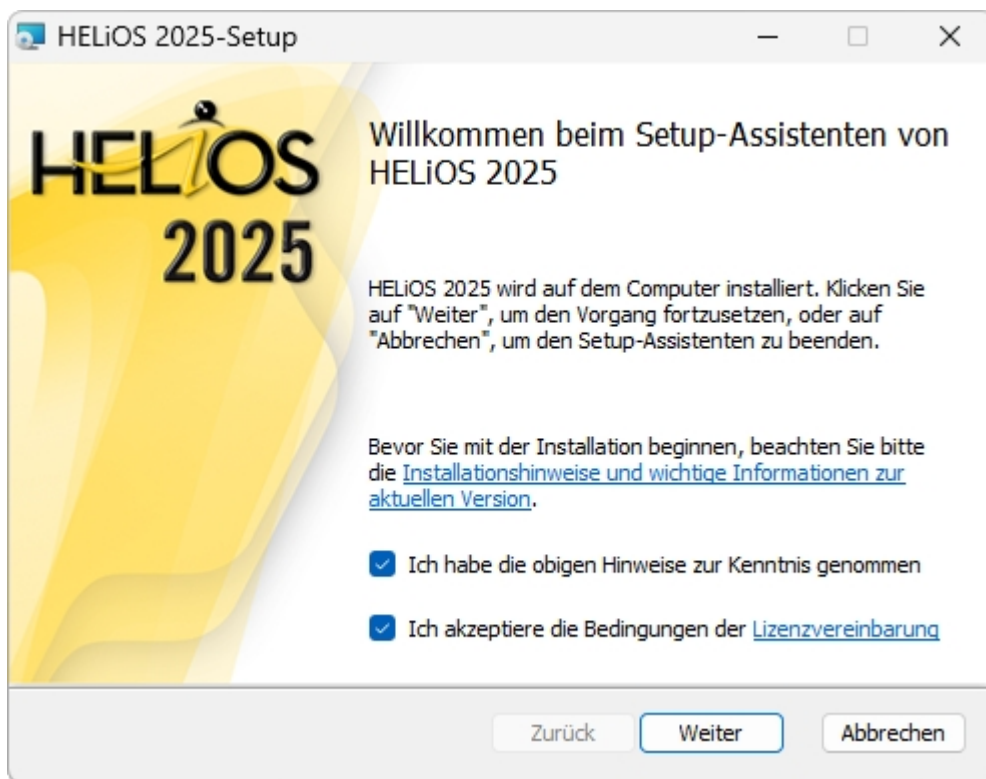 HELiOS 2025-Setup
HELiOS
2025
Willkommen beim Setup-Assistenten von
HELiOS 2025
HELiOS 2025 wird auf dem Computer installiert. Klicken Sie
auf "Weiter", um den Vorgang fortzusetzen, oder auf
"Abbrechen", um den Setup-Assistenten zu beenden.
Bevor Sie mit der Installation beginnen, beachten Sie bitte
die Installationshinweise und wichtige Informationen zur
aktuellen Version.
Ich habe die obigen Hinweise zur Kenntnis genommen
Ich akzeptiere die Bedingungen der Lizenzvereinbarung
Zurück Weiter Abbrechen